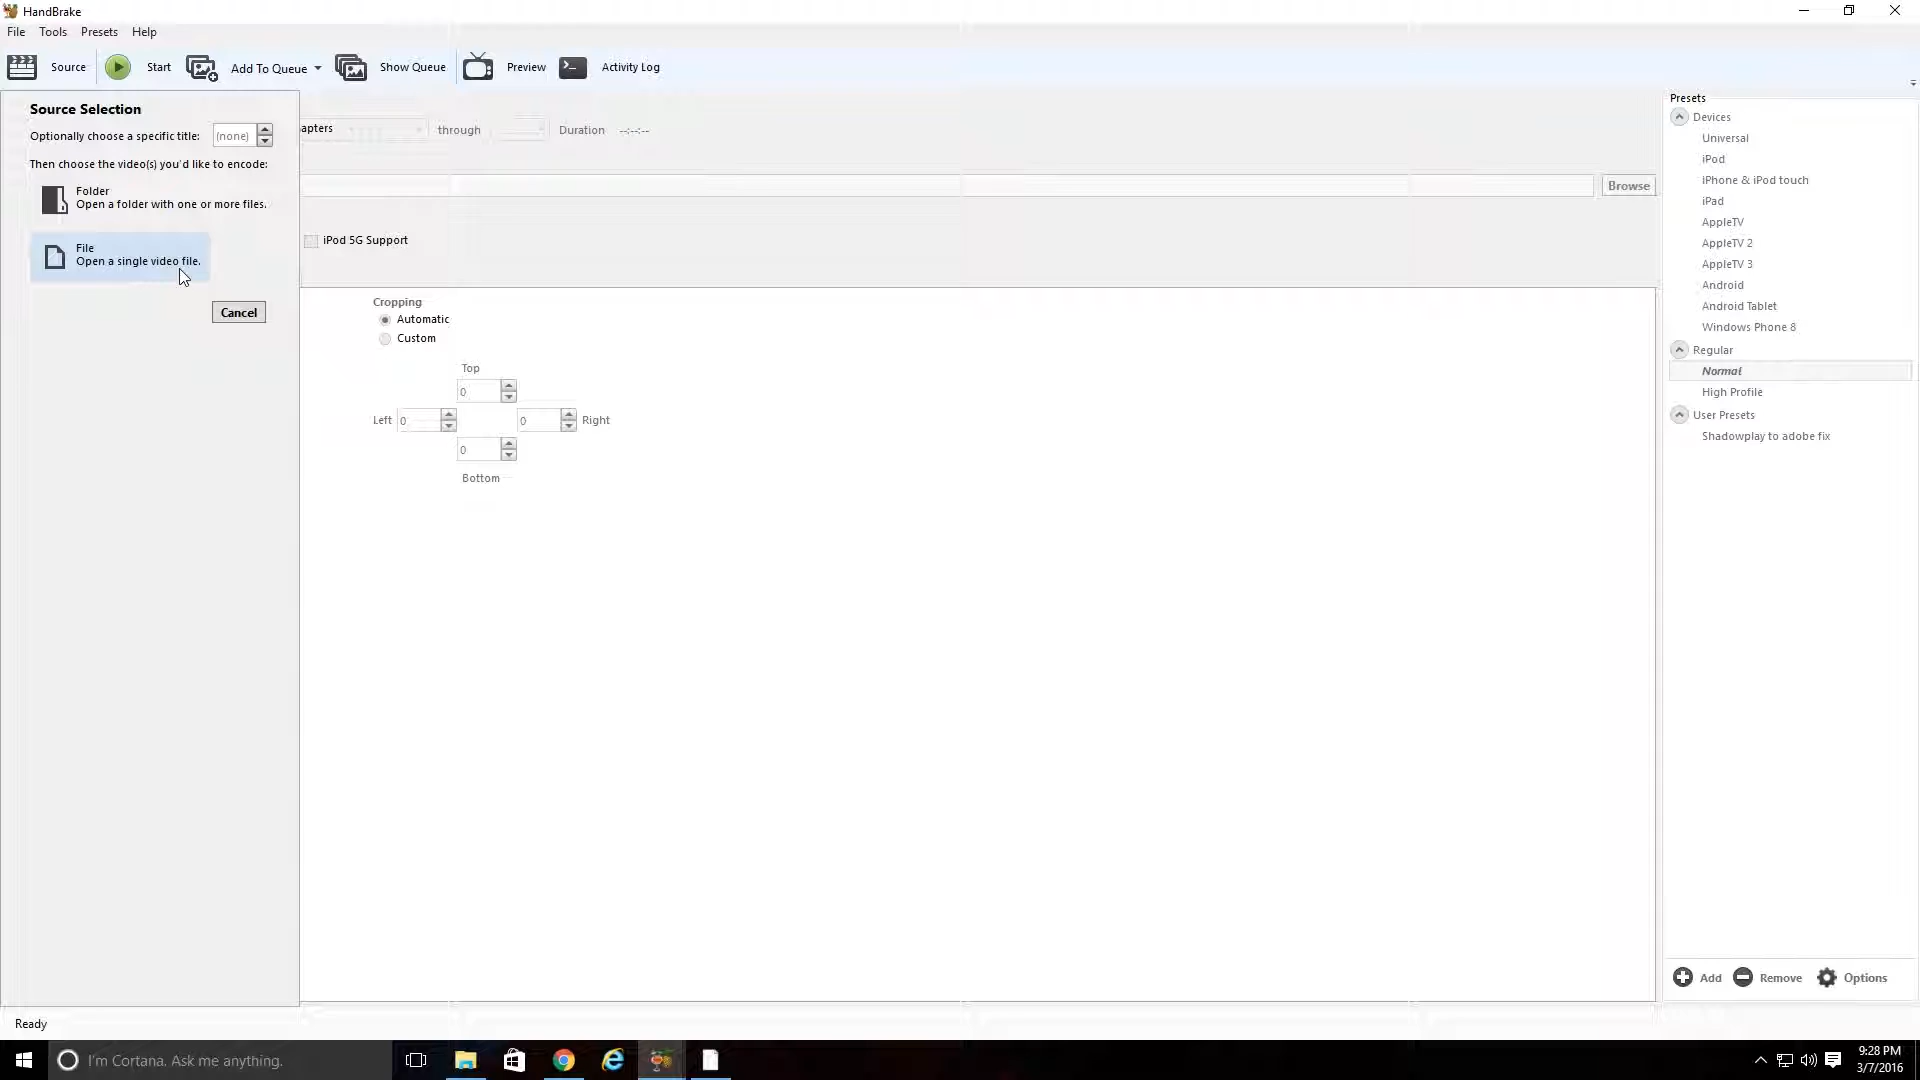 HandBrake
File Tools Presets Help
Source Start Add To Queue Show Queue Preview Activity Log
Source Selection
Optionally choose a specific title: (none)
Then choose the video(s) you'd like to encode:
Folder
Open a folder with one or more files.
File
Open a single video file.
Cancel
apters through Duration --:--:--
Browse
iPod 5G Support
Cropping
Automatic
Custom
Top
0
Left 0 0 Right
0
Bottom
Presets
Devices
Universal
iPod
iPhone & iPod touch
iPad
AppleTV
AppleTV 2
AppleTV 3
Android
Android Tablet
Windows Phone 8
Regular
Normal
High Profile
User Presets
Shadowplay to adobe fix
Add Remove Options
Ready
I'm Cortana. Ask me anything.
9:28 PM
3/7/2016